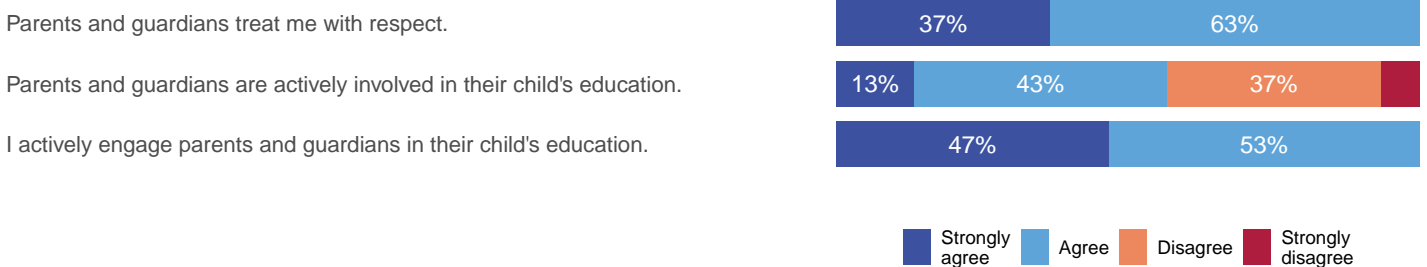 Parents and guardians treat me with respect.
37% 63%
Parents and guardians are actively involved in their child's education.
13% 43% 37%
I actively engage parents and guardians in their child's education.
47% 53%
Strongly agree Agree Disagree Strongly disagree